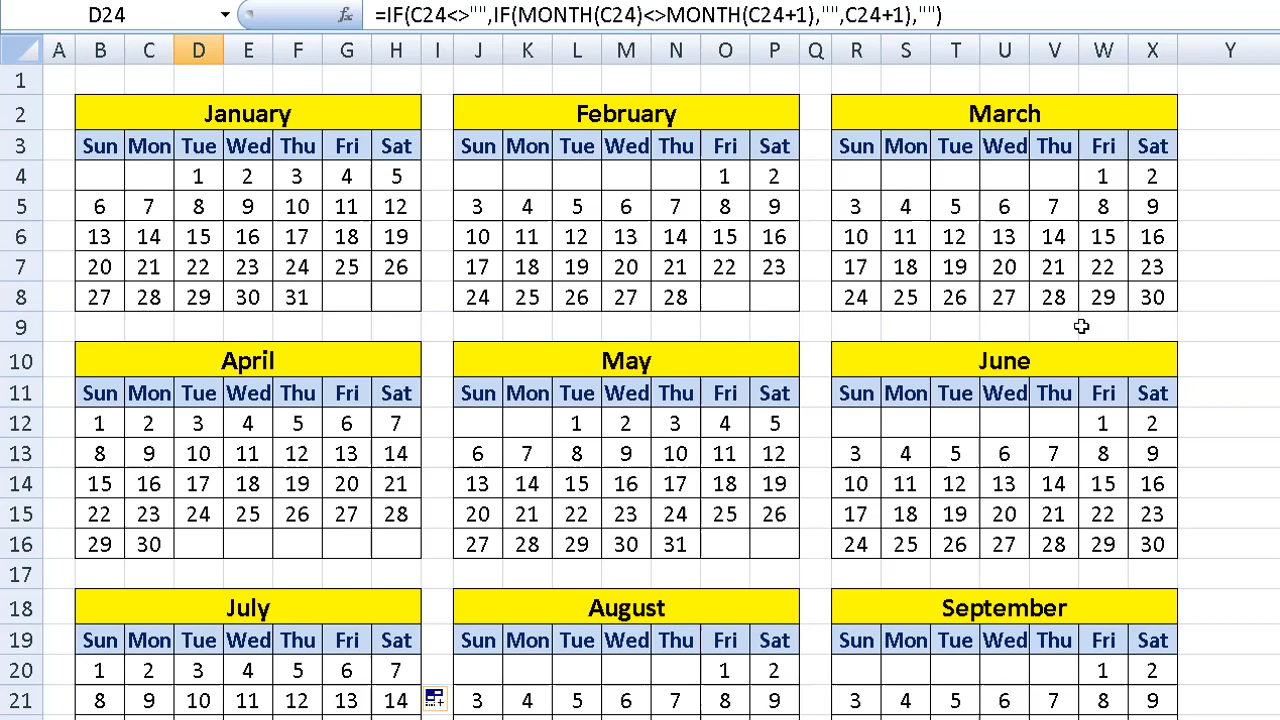 D24 fx =IF(C24<>"",IF(MONTH(C24)<>MONTH(C24+1),"",C24+1),"")
A B C D E F G H I J K L M N O P Q R S T U V W X Y
1
2 January February March
3 Sun Mon Tue Wed Thu Fri Sat Sun Mon Tue Wed Thu Fri Sat Sun Mon Tue Wed Thu Fri Sat
4 1 2 3 4 5 1 2 1 2
5 6 7 8 9 10 11 12 3 4 5 6 7 8 9 3 4 5 6 7 8 9
6 13 14 15 16 17 18 19 10 11 12 13 14 15 16 10 11 12 13 14 15 16
7 20 21 22 23 24 25 26 17 18 19 20 21 22 23 17 18 19 20 21 22 23
8 27 28 29 30 31 24 25 26 27 28 24 25 26 27 28 29 30
9
10 April May June
11 Sun Mon Tue Wed Thu Fri Sat Sun Mon Tue Wed Thu Fri Sat Sun Mon Tue Wed Thu Fri Sat
12 1 2 3 4 5 6 7 1 2 3 4 5 1 2
13 8 9 10 11 12 13 14 6 7 8 9 10 11 12 3 4 5 6 7 8 9
14 15 16 17 18 19 20 21 13 14 15 16 17 18 19 10 11 12 13 14 15 16
15 22 23 24 25 26 27 28 20 21 22 23 24 25 26 17 18 19 20 21 22 23
16 29 30 27 28 29 30 31 24 25 26 27 28 29 30
17
18 July August September
19 Sun Mon Tue Wed Thu Fri Sat Sun Mon Tue Wed Thu Fri Sat Sun Mon Tue Wed Thu Fri Sat
20 1 2 3 4 5 6 7 1 2 1 2
21 8 9 10 11 12 13 14 3 4 5 6 7 8 9 3 4 5 6 7 8 9